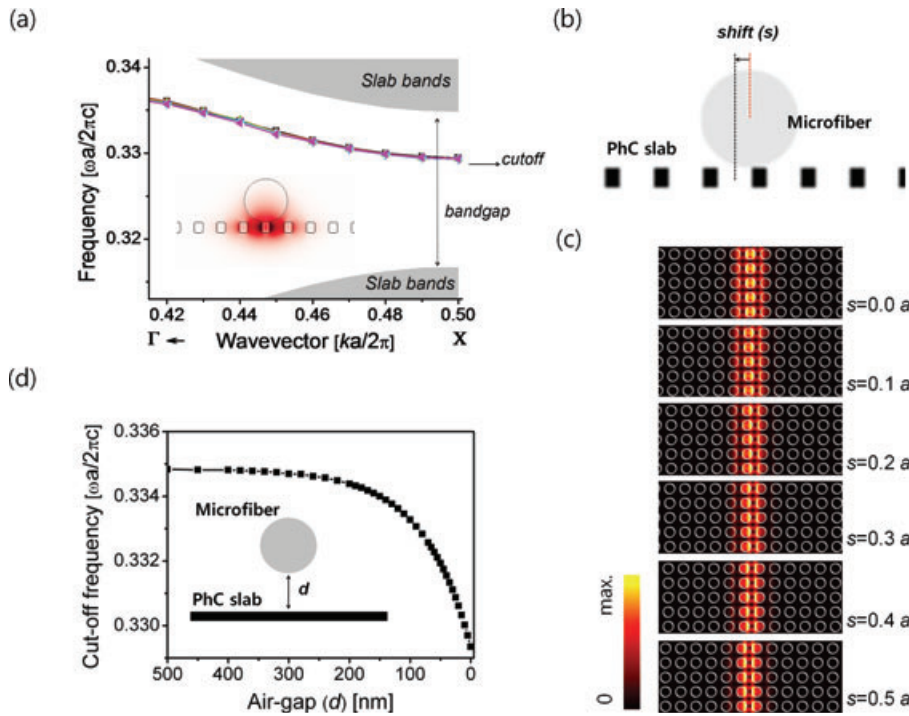 (a)
Frequency [ωa/2πc]
0.34
0.33
0.32
Slab bands
cutoff
bandgap
Slab bands
0.42
0.44
0.46
0.48
0.50
Γ ←
Wavevector [ka/2π]
X
(b)
shift (s)
Microfiber
PhC slab
(c)
s=0.0 a
s=0.1 a
s=0.2 a
s=0.3 a
s=0.4 a
s=0.5 a
max.
0
(d)
Cut-off frequency [ωa/2πc]
0.336
0.334
0.332
0.330
Microfiber
d
PhC slab
500
400
300
200
100
0
Air-gap (d) [nm]